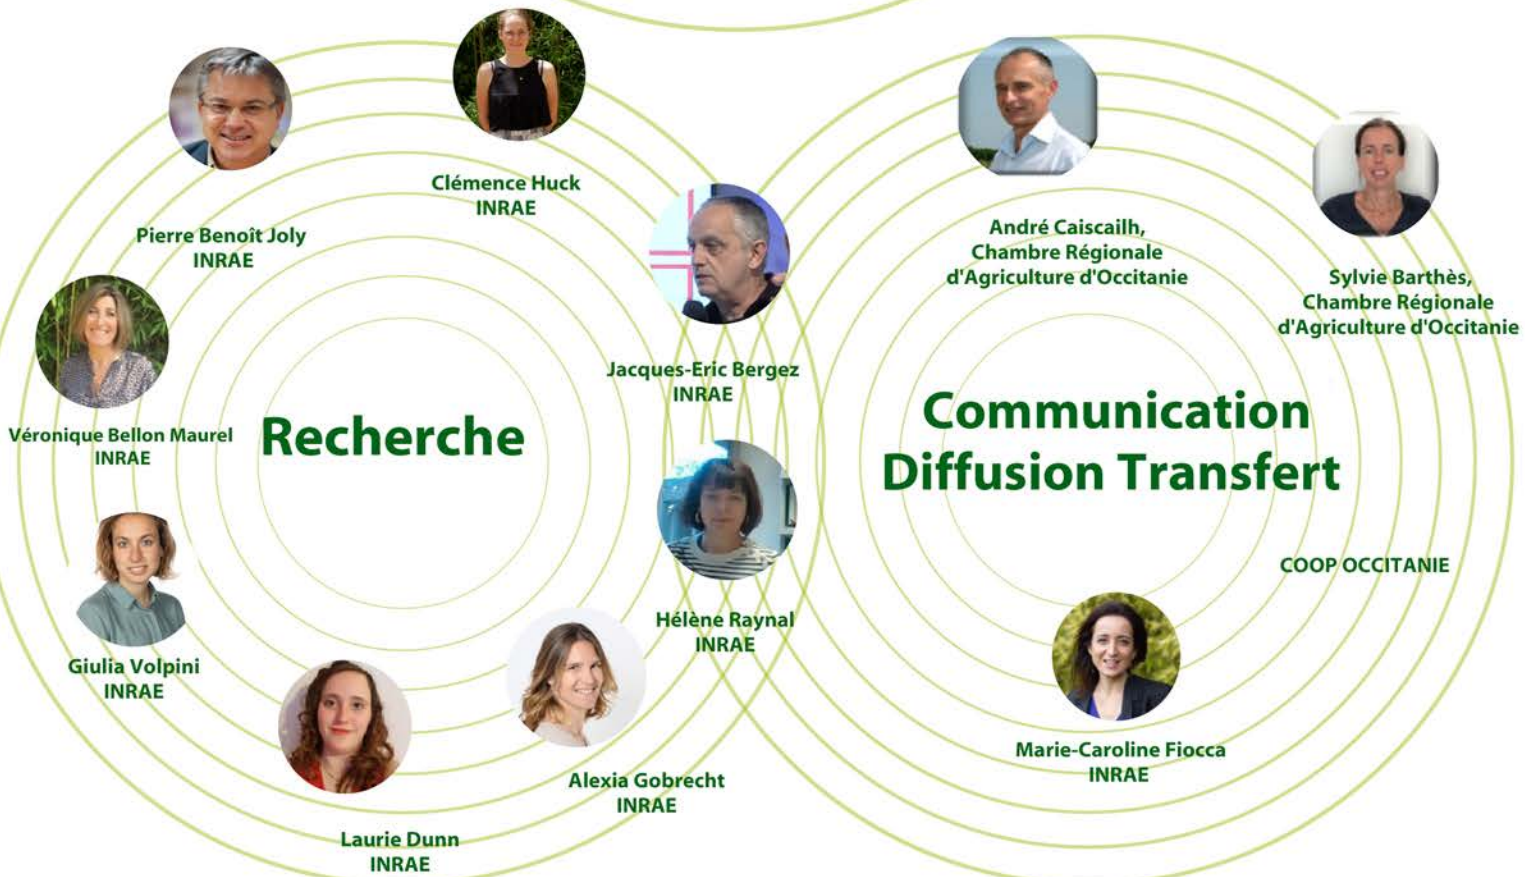 Clémence Huck
INRAE
Pierre Benoît Joly
INRAE
André Caiscailh,
Chambre Régionale
d'Agriculture d'Occitanie
Sylvie Barthès,
Chambre Régionale
d'Agriculture d'Occitanie
Jacques-Eric Bergez
INRAE
Véronique Bellon Maurel
INRAE
Recherche
Communication
Diffusion Transfert
COOP OCCITANIE
Hélène Raynal
INRAE
Giulia Volpini
INRAE
Marie-Caroline Fiocca
INRAE
Alexia Gobrecht
INRAE
Laurie Dunn
INRAE